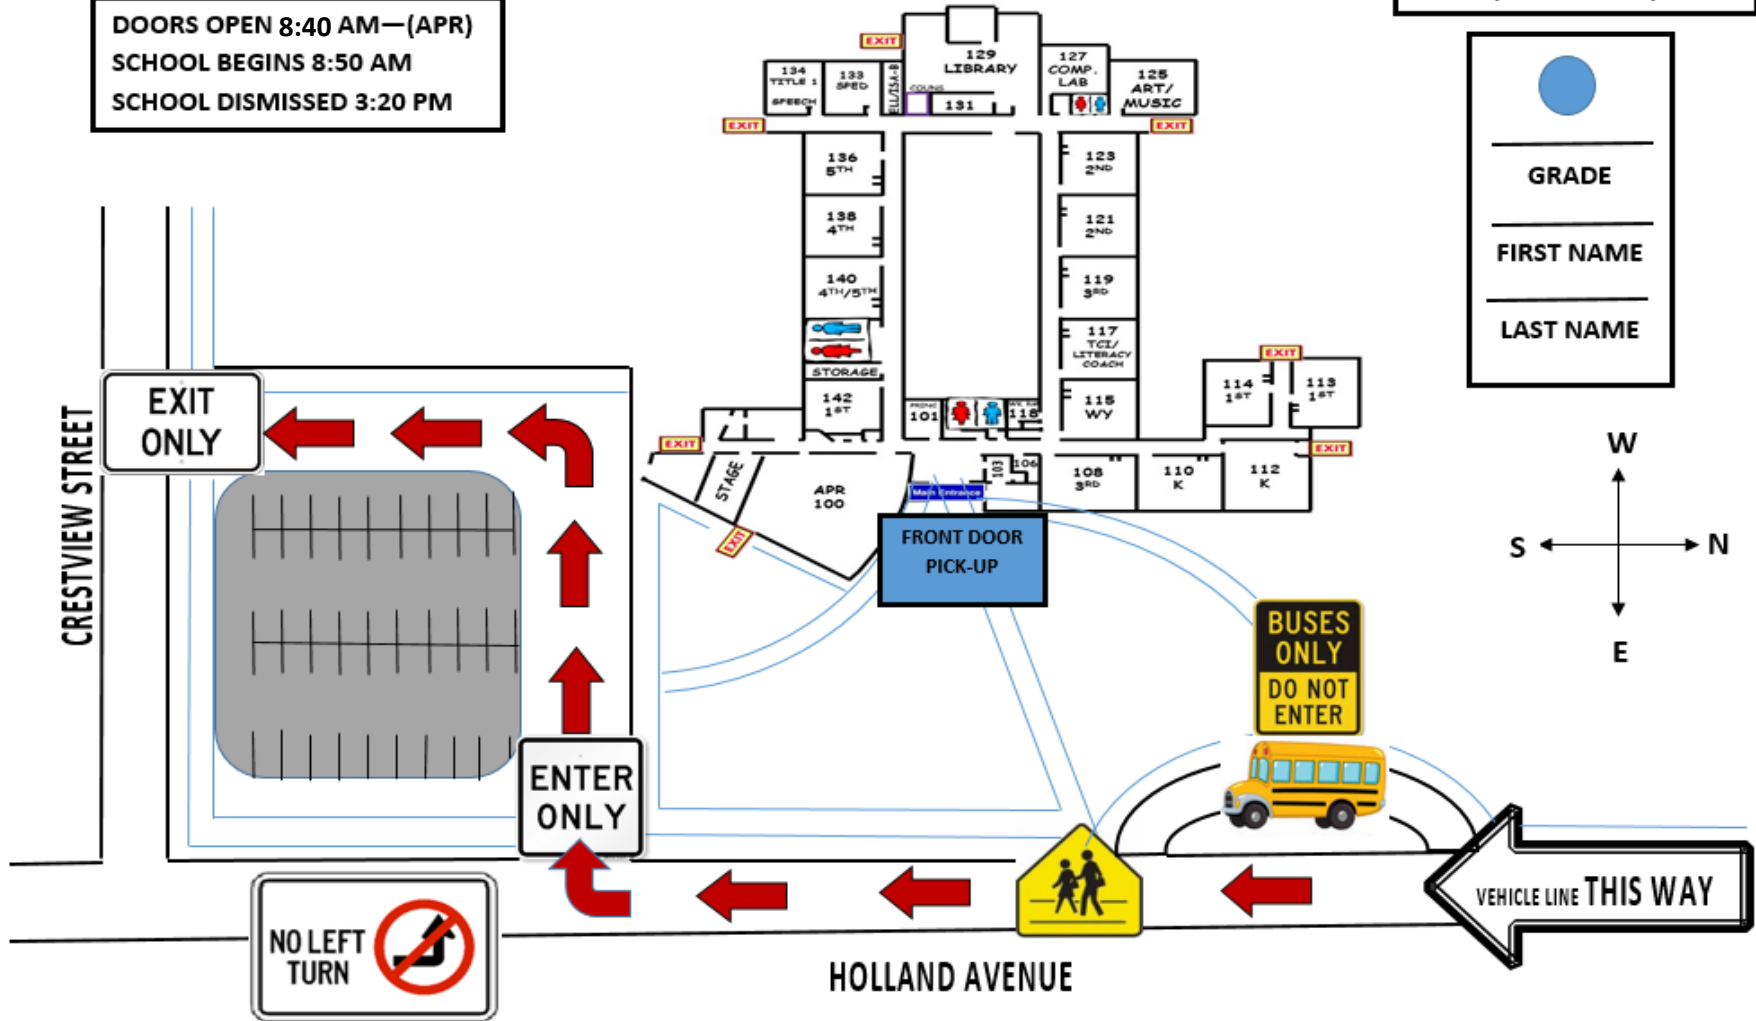 DOORS OPEN 8:40 AM—(APR)
SCHOOL BEGINS 8:50 AM
SCHOOL DISMISSED 3:20 PM
GRADE
FIRST NAME
LAST NAME
EXIT
129
LIBRARY
134
TITLE 1
SPEECH
133
SPED
ELL/ISA-B
COUNS
131
127
COMP.
LAB
125
ART/
MUSIC
EXIT
EXIT
136
5TH
123
2ND
138
4TH
121
2ND
140
4TH/5TH
119
3RD
117
TCI/
LITERACY
COACH
STORAGE
142
1ST
PRINC
101
118
115
WY
EXIT
114
1ST
113
1ST
EXIT
EXIT
STAGE
APR
100
103
106
108
3RD
110
K
112
K
Main Entrance
EXIT
FRONT DOOR
PICK-UP
W
S
N
E
EXIT
ONLY
CRESTVIEW STREET
BUSES
ONLY
DO NOT
ENTER
ENTER
ONLY
VEHICLE LINE THIS WAY
NO LEFT
TURN
HOLLAND AVENUE